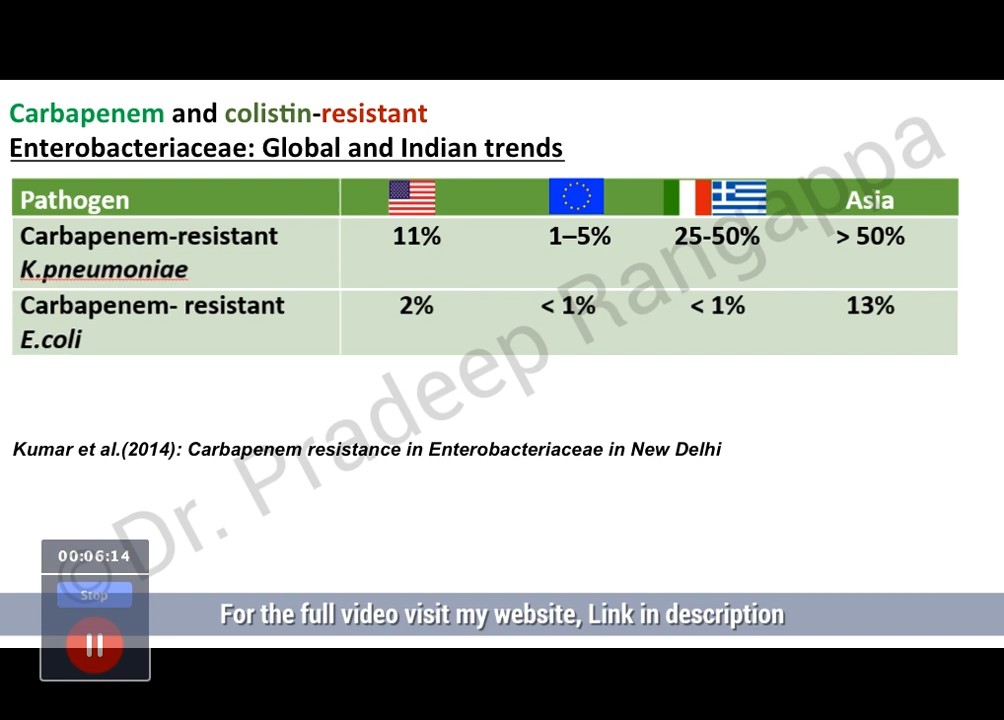 Carbapenem and colistin-resistant
Enterobacteriaceae: Global and Indian trends
Pathogen Asia
Carbapenem-resistant 11% 1–5% 25-50% > 50%
K.pneumoniae
Carbapenem- resistant 2% < 1% < 1% 13%
E.coli
© Dr. Pradeep Rangappa
Kumar et al.(2014): Carbapenem resistance in Enterobacteriaceae in New Delhi
00:06:14
Stop
For the full video visit my website, Link in description